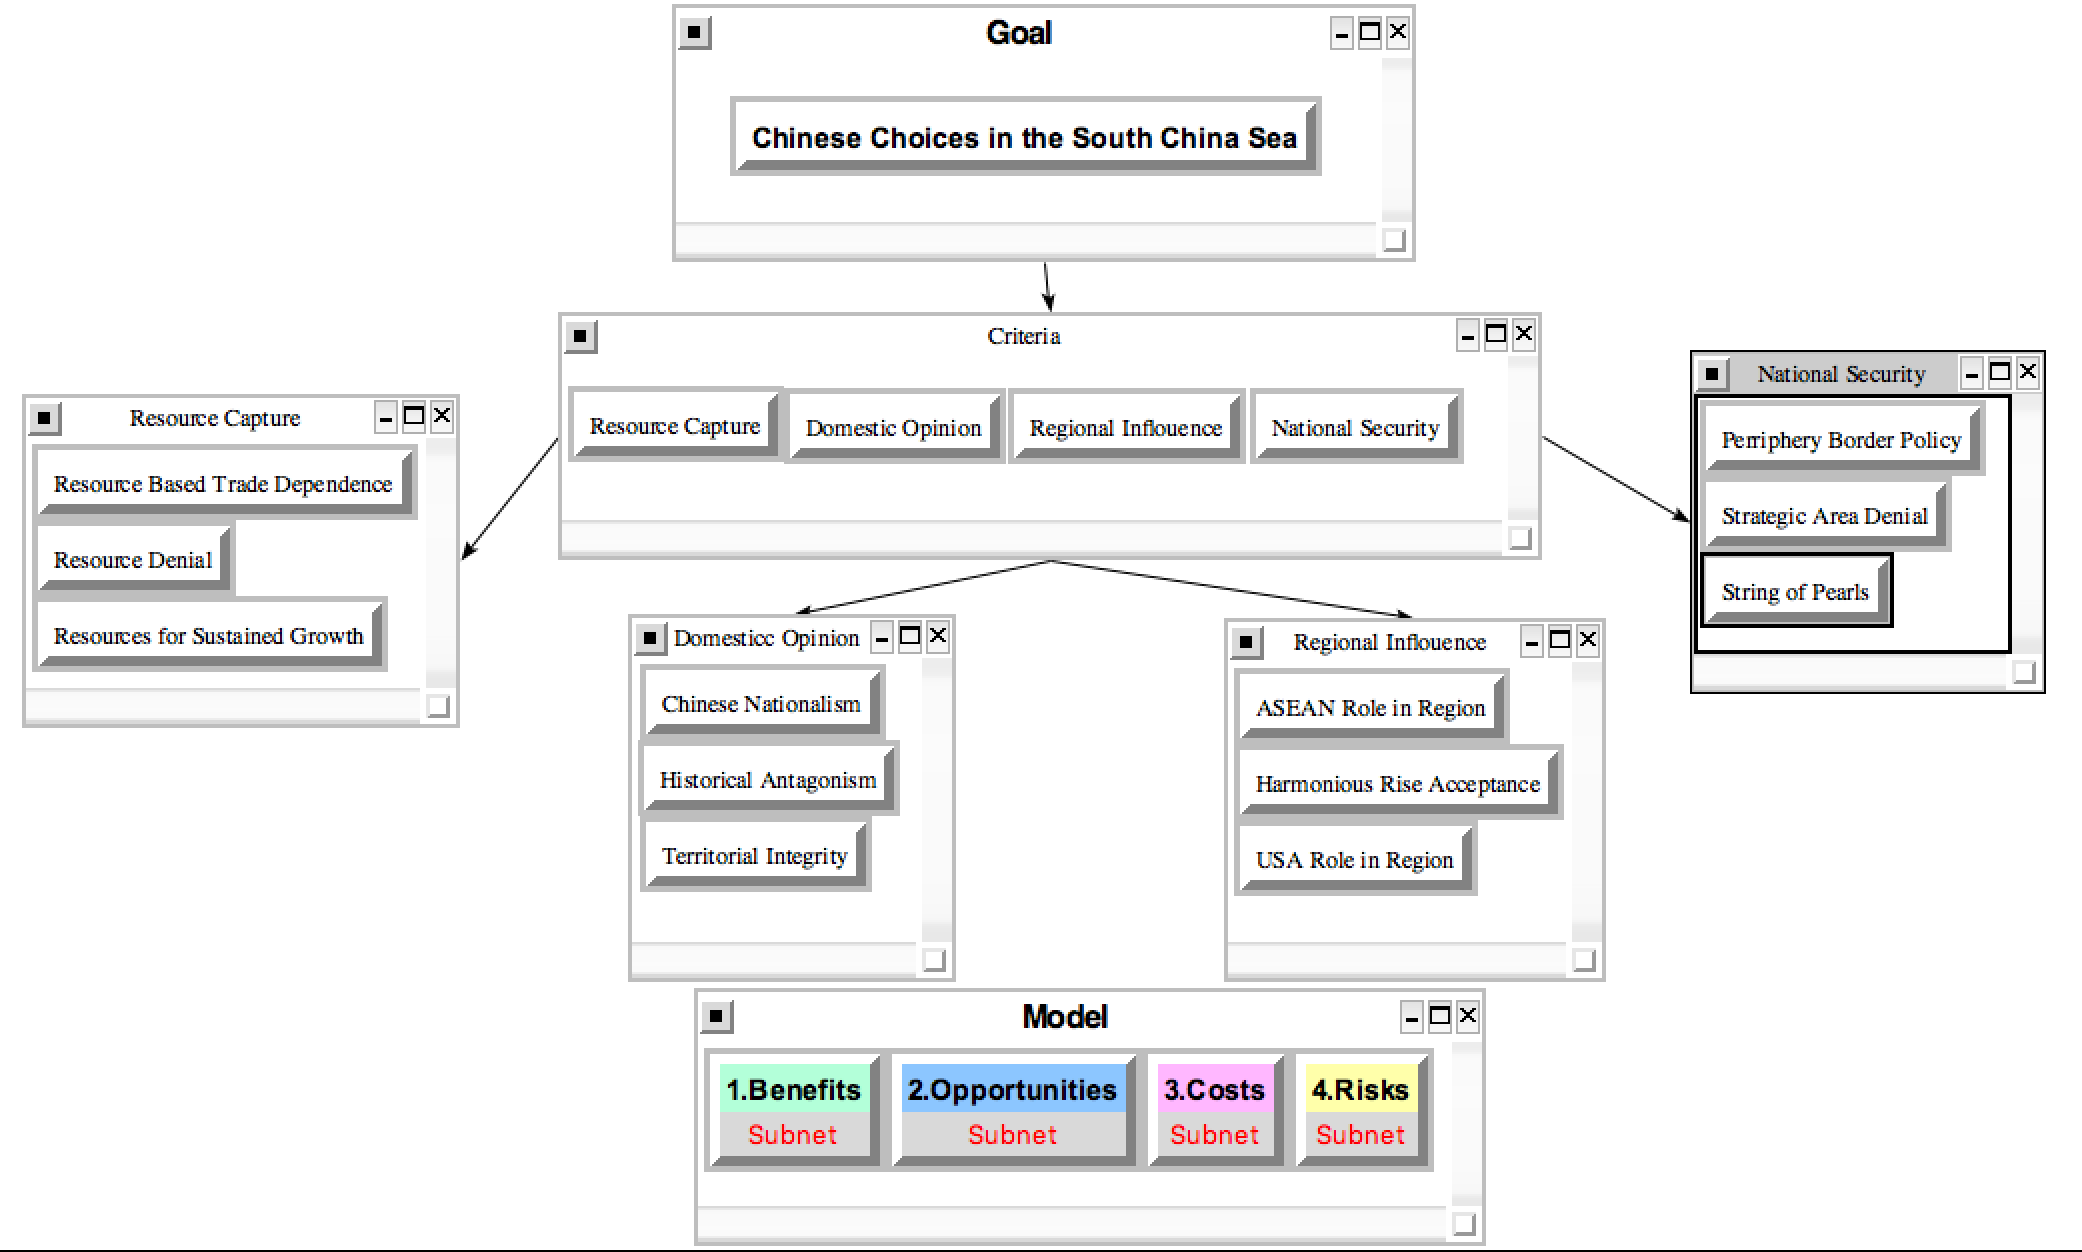 Goal
Chinese Choices in the South China Sea
Criteria
Resource Capture
Domestic Opinion
Regional Inflouence
National Security
Resource Capture
Resource Based Trade Dependence
Resource Denial
Resources for Sustained Growth
Domesticc Opinion
Chinese Nationalism
Historical Antagonism
Territorial Integrity
Regional Inflouence
ASEAN Role in Region
Harmonious Rise Acceptance
USA Role in Region
National Security
Perriphery Border Policy
Strategic Area Denial
String of Pearls
Model
1.Benefits
Subnet
2.Opportunities
Subnet
3.Costs
Subnet
4.Risks
Subnet